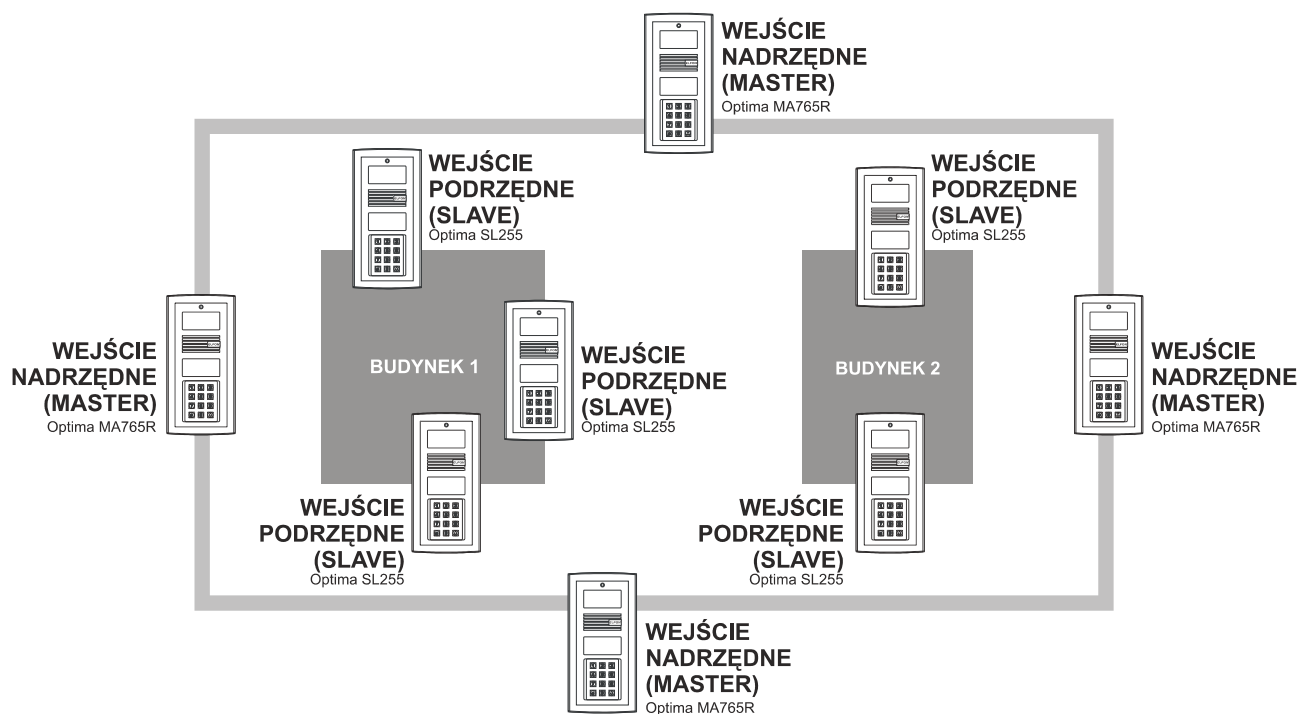 WEJŚCIE
NADRZĘDNE
(MASTER)
Optima MA765R
WEJŚCIE
PODRZĘDNE
(SLAVE)
Optima SL255
WEJŚCIE
PODRZĘDNE
(SLAVE)
Optima SL255
WEJŚCIE
NADRZĘDNE
(MASTER)
Optima MA765R
BUDYNEK 1
WEJŚCIE
PODRZĘDNE
(SLAVE)
Optima SL255
BUDYNEK 2
WEJŚCIE
NADRZĘDNE
(MASTER)
Optima MA765R
WEJŚCIE
PODRZĘDNE
(SLAVE)
Optima SL255
WEJŚCIE
PODRZĘDNE
(SLAVE)
Optima SL255
WEJŚCIE
NADRZĘDNE
(MASTER)
Optima MA765R